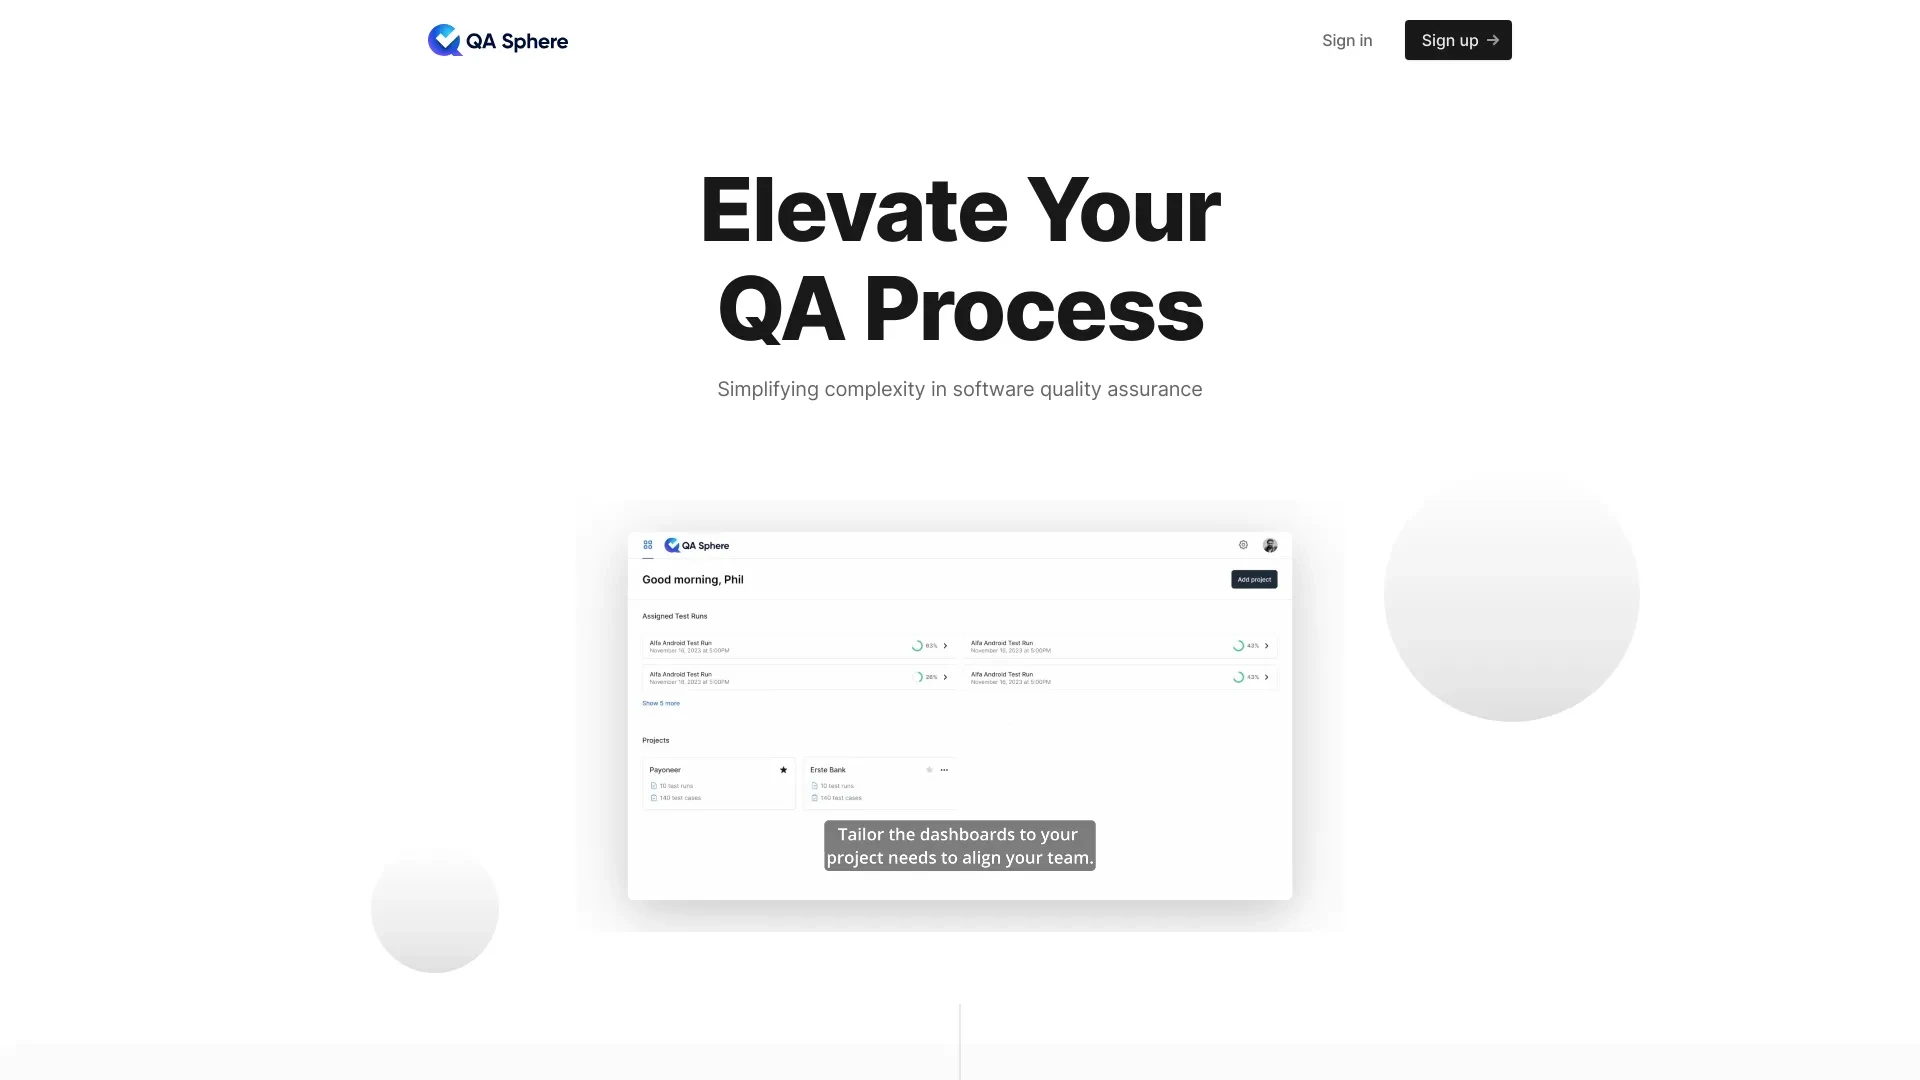 QA Sphere
Sign in
Sign up
Elevate Your
QA Process
Simplifying complexity in software quality assurance
QA Sphere
Good morning, Phil
Add project
Assigned Test Runs
Alfa Android Test Run
November 16, 2023 at 5:00PM
63%
Alfa Android Test Run
November 16, 2023 at 5:00PM
43%
Alfa Android Test Run
November 16, 2023 at 5:00PM
26%
Alfa Android Test Run
November 16, 2023 at 5:00PM
43%
Show 5 more
Projects
Payoneer
10 test runs
140 test cases
Erste Bank
10 test runs
140 test cases
Tailor the dashboards to your
project needs to align your team.